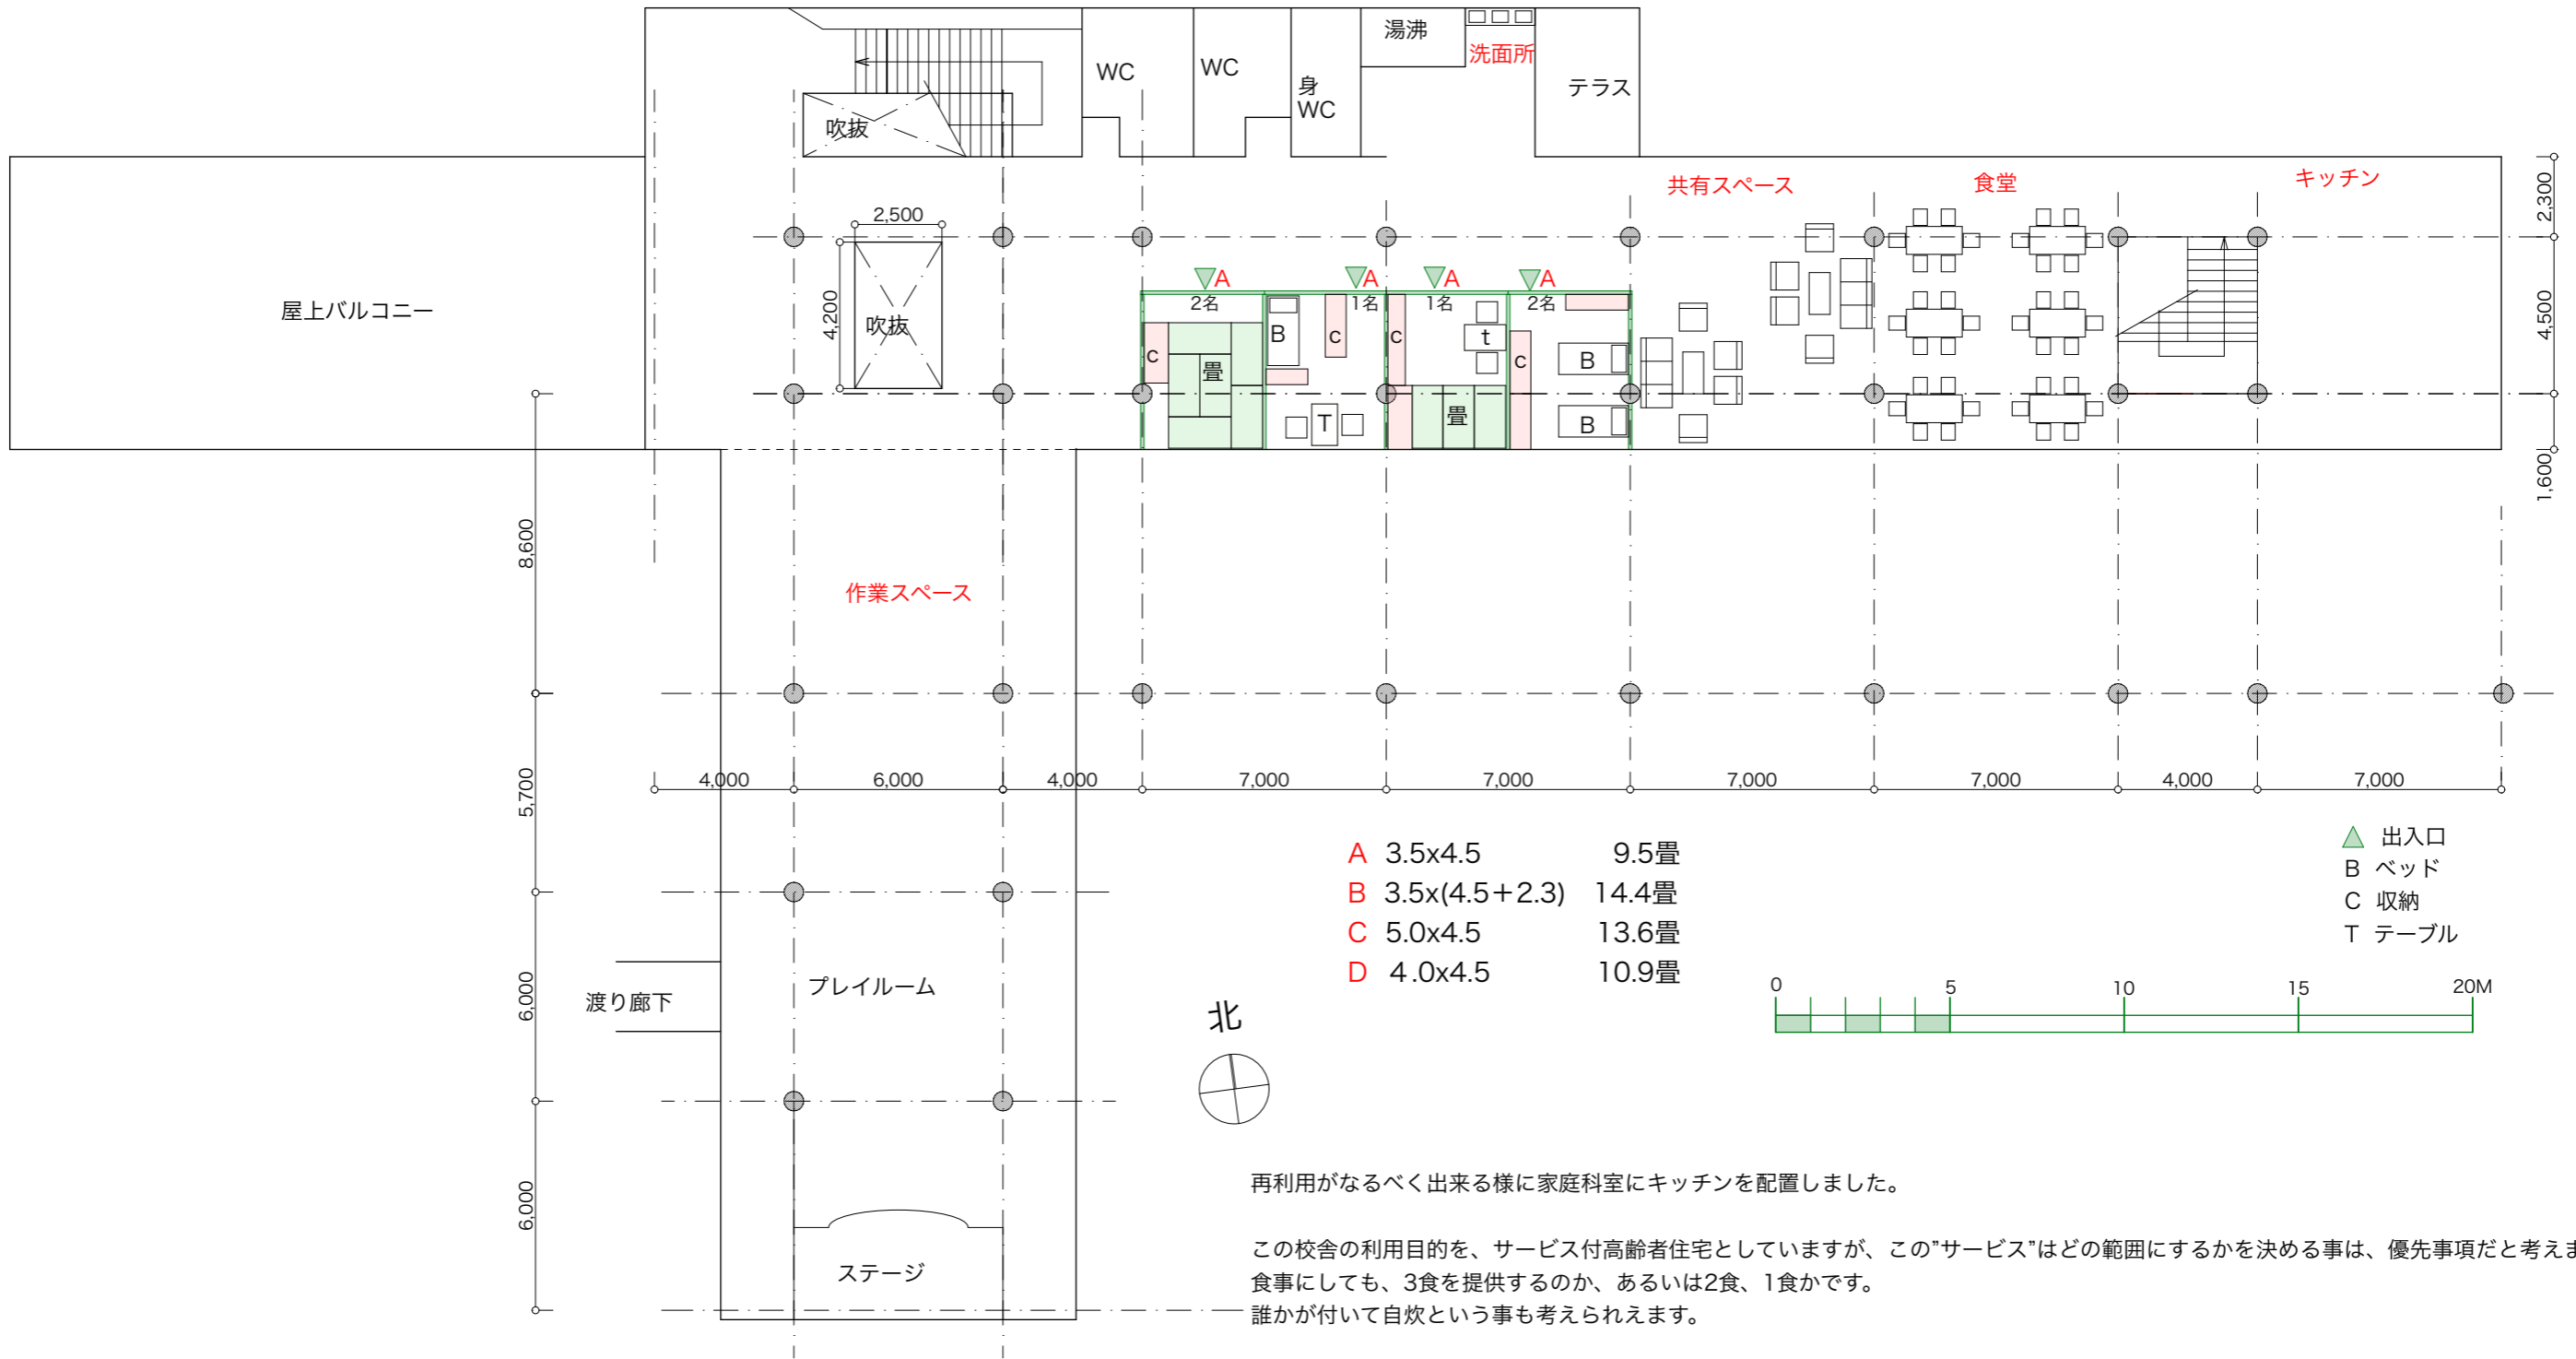 湯沸
洗面所
WC
WC
身
WC
テラス
吹抜
共有スペース
食堂
キッチン
2,300
2,500
A
A
A
A
2名
1名
1名
2名
屋上バルコニー
4,200
吹抜
4,500
B
c
c
t
c
畳
c
B
T
畳
B
1,600
8,600
作業スペース
4,000
6,000
4,000
7,000
7,000
7,000
7,000
4,000
7,000
5,700
出入口
B ベッド
C 収納
T テーブル
A 3.5x4.5 9.5畳
B 3.5x(4.5+2.3) 14.4畳
C 5.0x4.5 13.6畳
D 4.0x4.5 10.9畳
プレイルーム
渡り廊下
6,000
0 5 10 15 20M
北
再利用がなるべく出来る様に家庭科室にキッチンを配置しました。
6,000
この校舎の利用目的を、サービス付高齢者住宅としていますが、この”サービス”はどの範囲にするかを決める事は、優先事項だと考えま
食事にしても、3食を提供するのか、あるいは2食、1食かです。
誰かが付いて自炊という事も考えられえます。
ステージ